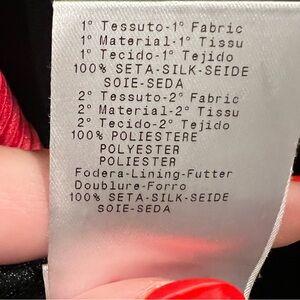 1° Tessuto-1° Fabric
1° Material-1° Tissu
1° Tecido-1° Tejido
100% SETA-SILK-SEIDE
SOIE-SEDA
2° Tessuto-2° Fabric
2° Material-2° Tissu
2° Tecido-2° Tejido
100% POLIESTERE
POLYESTER
POLIESTER
Fodera-Lining-Futter
Doublure-Forro
100% SETA-SILK-SEIDE
SOIE-SEDA